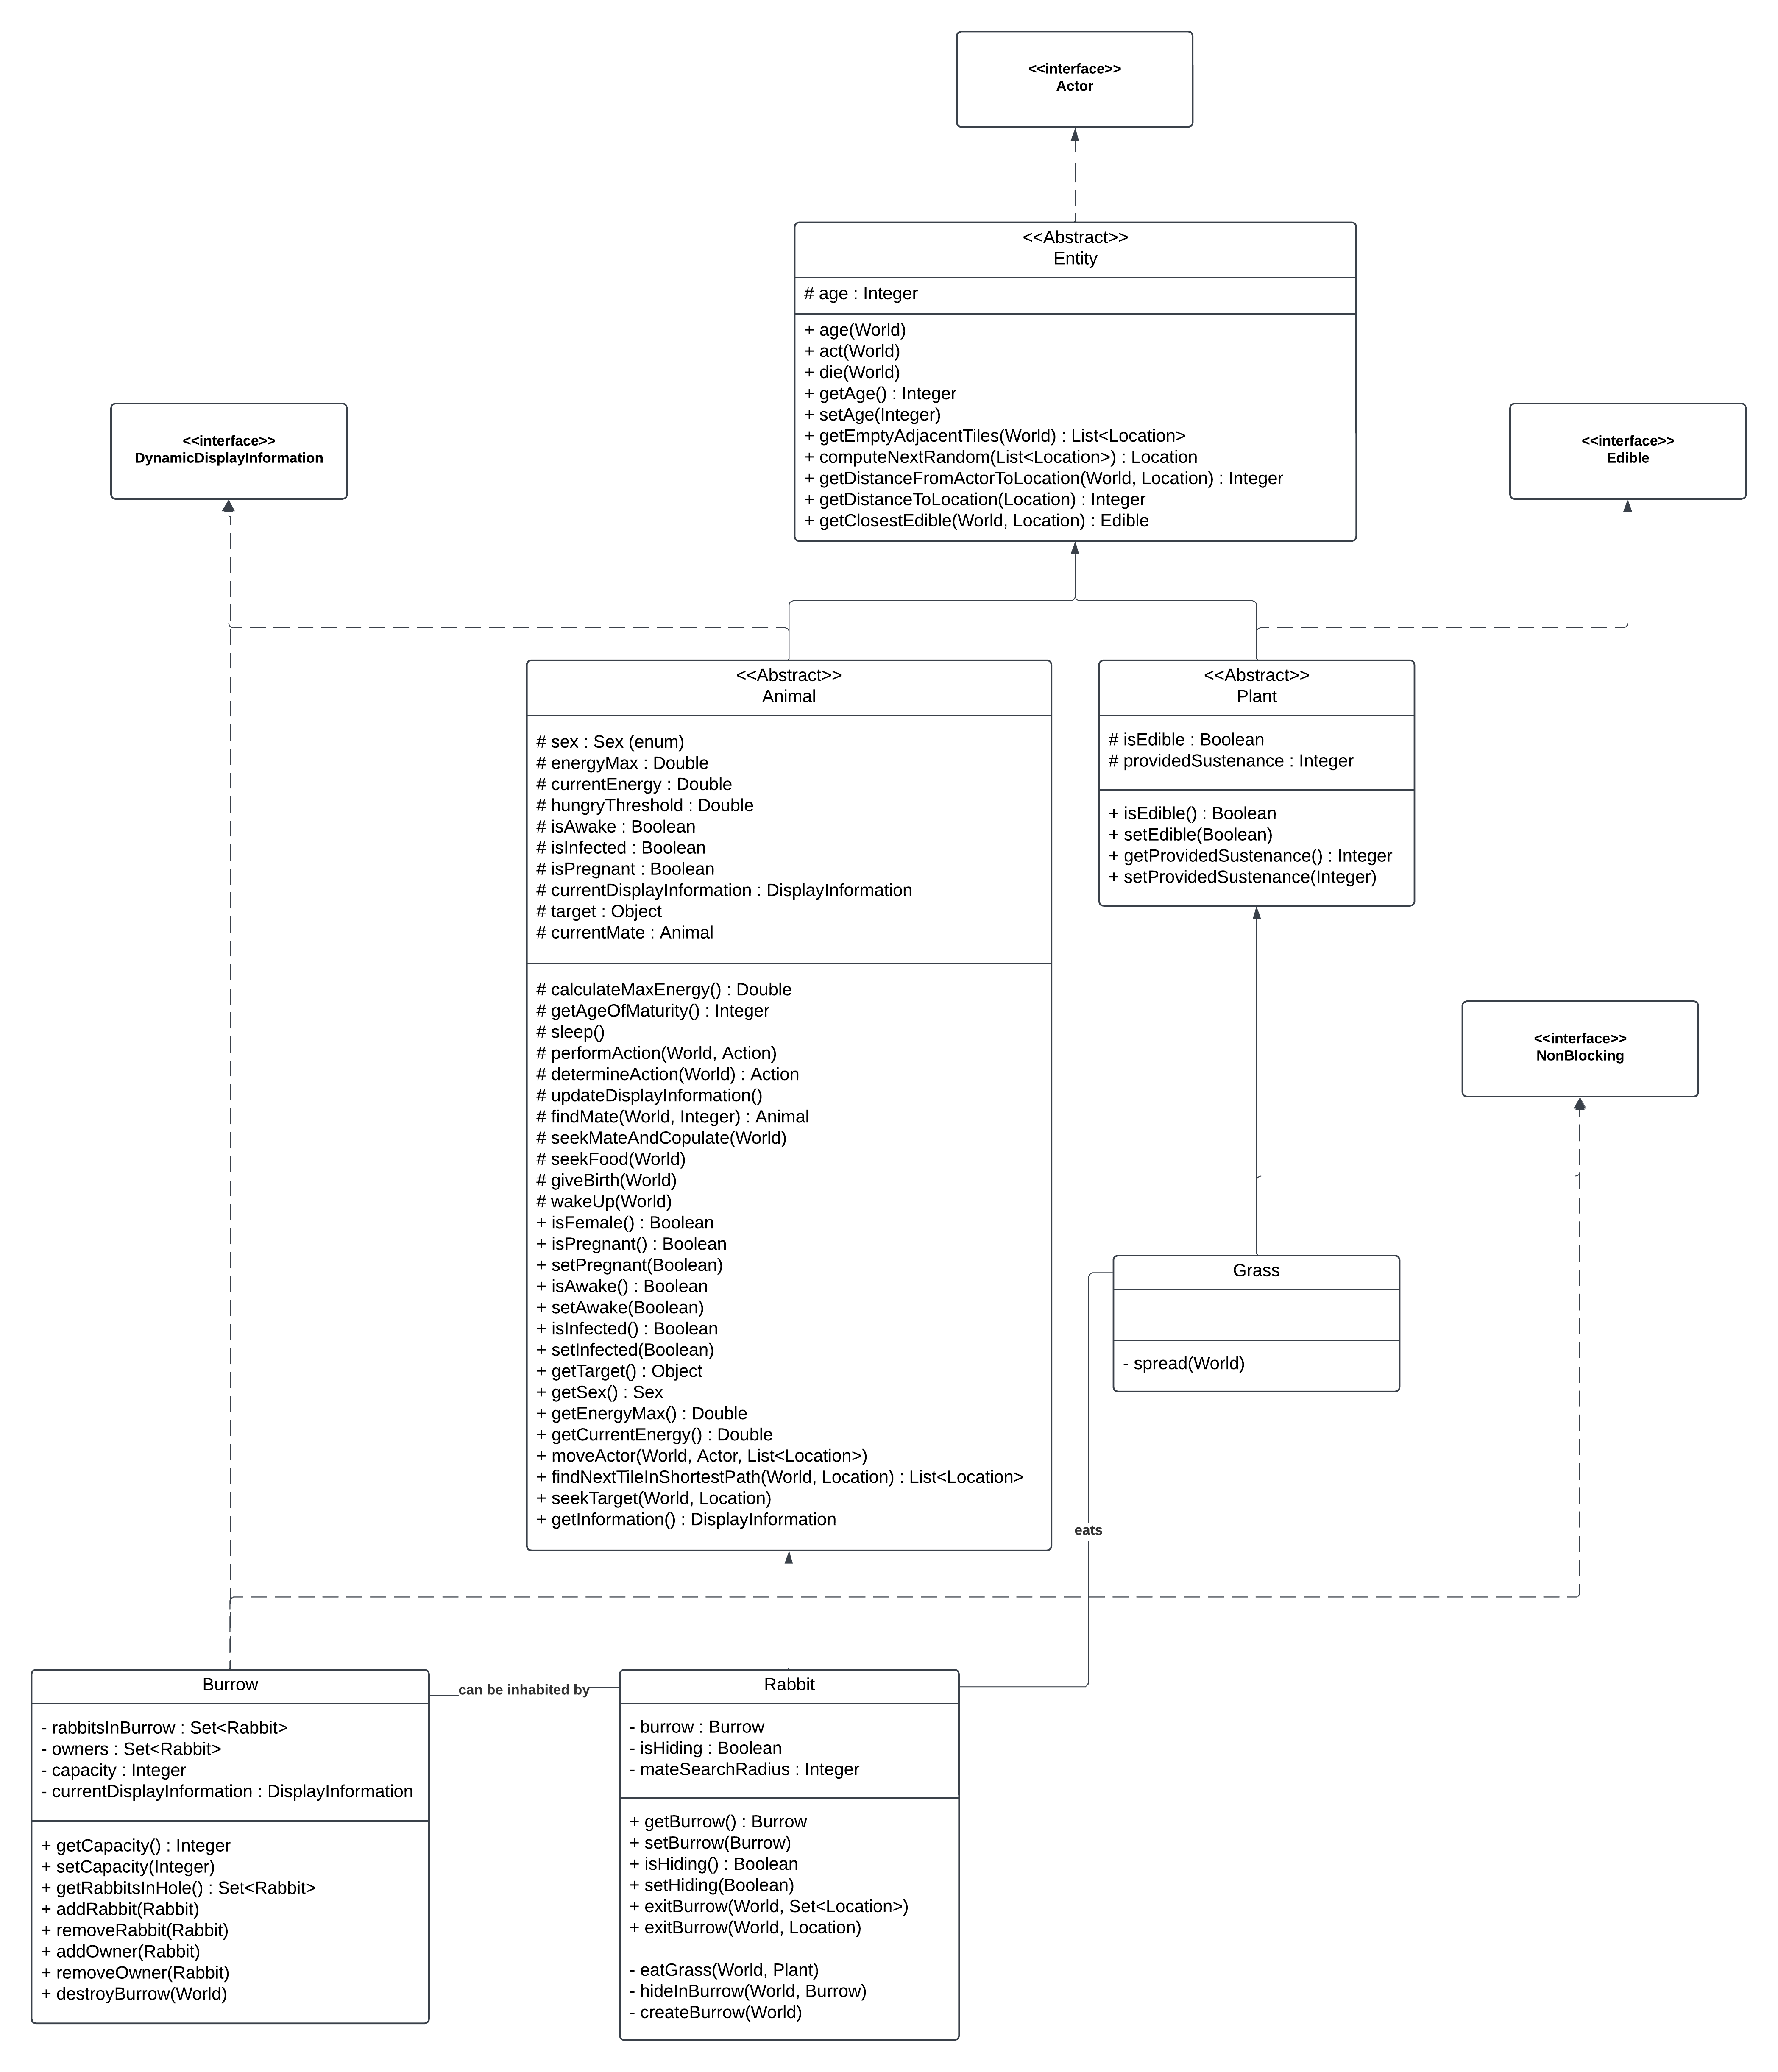 <<interface>>
Actor
<<Abstract>>
Entity
# age : Integer
+ age(World)
+ act(World)
+ die(World)
+ getAge() : Integer
+ setAge(Integer)
+ getEmptyAdjacentTiles(World) : List<Location>
+ computeNextRandom(List<Location>) : Location
+ getDistanceFromActorToLocation(World, Location) : Integer
+ getDistanceToLocation(Location) : Integer
+ getClosestEdible(World, Location) : Edible
<<interface>>
DynamicDisplayInformation
<<interface>>
Edible
<<Abstract>>
Animal
# sex : Sex (enum)
# energyMax : Double
# currentEnergy : Double
# hungryThreshold : Double
# isAwake : Boolean
# isInfected : Boolean
# isPregnant : Boolean
# currentDisplayInformation : DisplayInformation
# target : Object
# currentMate : Animal
# calculateMaxEnergy() : Double
# getAgeOfMaturity() : Integer
# sleep()
# performAction(World, Action)
# determineAction(World) : Action
# updateDisplayInformation()
# findMate(World, Integer) : Animal
# seekMateAndCopulate(World)
# seekFood(World)
# giveBirth(World)
# wakeUp(World)
+ isFemale() : Boolean
+ isPregnant() : Boolean
+ setPregnant(Boolean)
+ isAwake() : Boolean
+ setAwake(Boolean)
+ isInfected() : Boolean
+ setInfected(Boolean)
+ getTarget() : Object
+ getSex() : Sex
+ getEnergyMax() : Double
+ getCurrentEnergy() : Double
+ moveActor(World, Actor, List<Location>)
+ findNextTileInShortestPath(World, Location) : List<Location>
+ seekTarget(World, Location)
+ getInformation() : DisplayInformation
<<Abstract>>
Plant
# isEdible : Boolean
# providedSustenance : Integer
+ isEdible() : Boolean
+ setEdible(Boolean)
+ getProvidedSustenance() : Integer
+ setProvidedSustenance(Integer)
<<interface>>
NonBlocking
Grass
- spread(World)
eats
Burrow
- rabbitsInBurrow : Set<Rabbit>
- owners : Set<Rabbit>
- capacity : Integer
- currentDisplayInformation : DisplayInformation
+ getCapacity() : Integer
+ setCapacity(Integer)
+ getRabbitsInHole() : Set<Rabbit>
+ addRabbit(Rabbit)
+ removeRabbit(Rabbit)
+ addOwner(Rabbit)
+ removeOwner(Rabbit)
+ destroyBurrow(World)
can be inhabited by
Rabbit
- burrow : Burrow
- isHiding : Boolean
- mateSearchRadius : Integer
+ getBurrow() : Burrow
+ setBurrow(Burrow)
+ isHiding() : Boolean
+ setHiding(Boolean)
+ exitBurrow(World, Set<Location>)
+ exitBurrow(World, Location)
- eatGrass(World, Plant)
- hideInBurrow(World, Burrow)
- createBurrow(World)